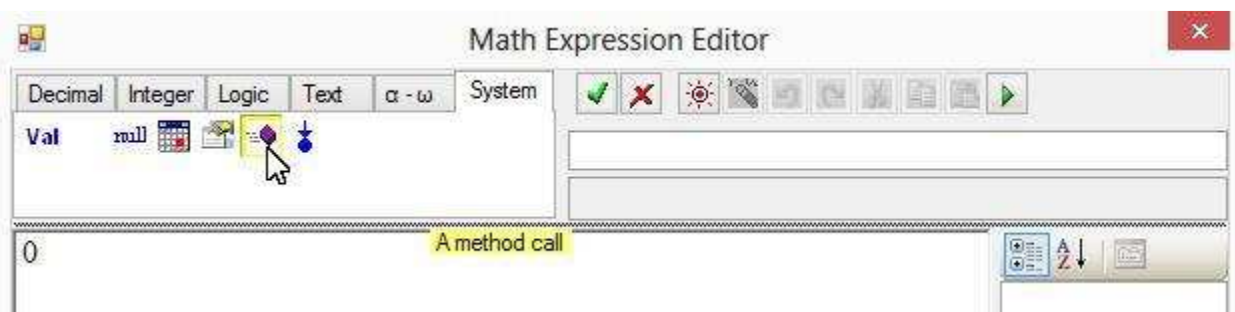 Math Expression Editor
Decimal Integer Logic Text α - ω System
Val null
A method call
0
A Z